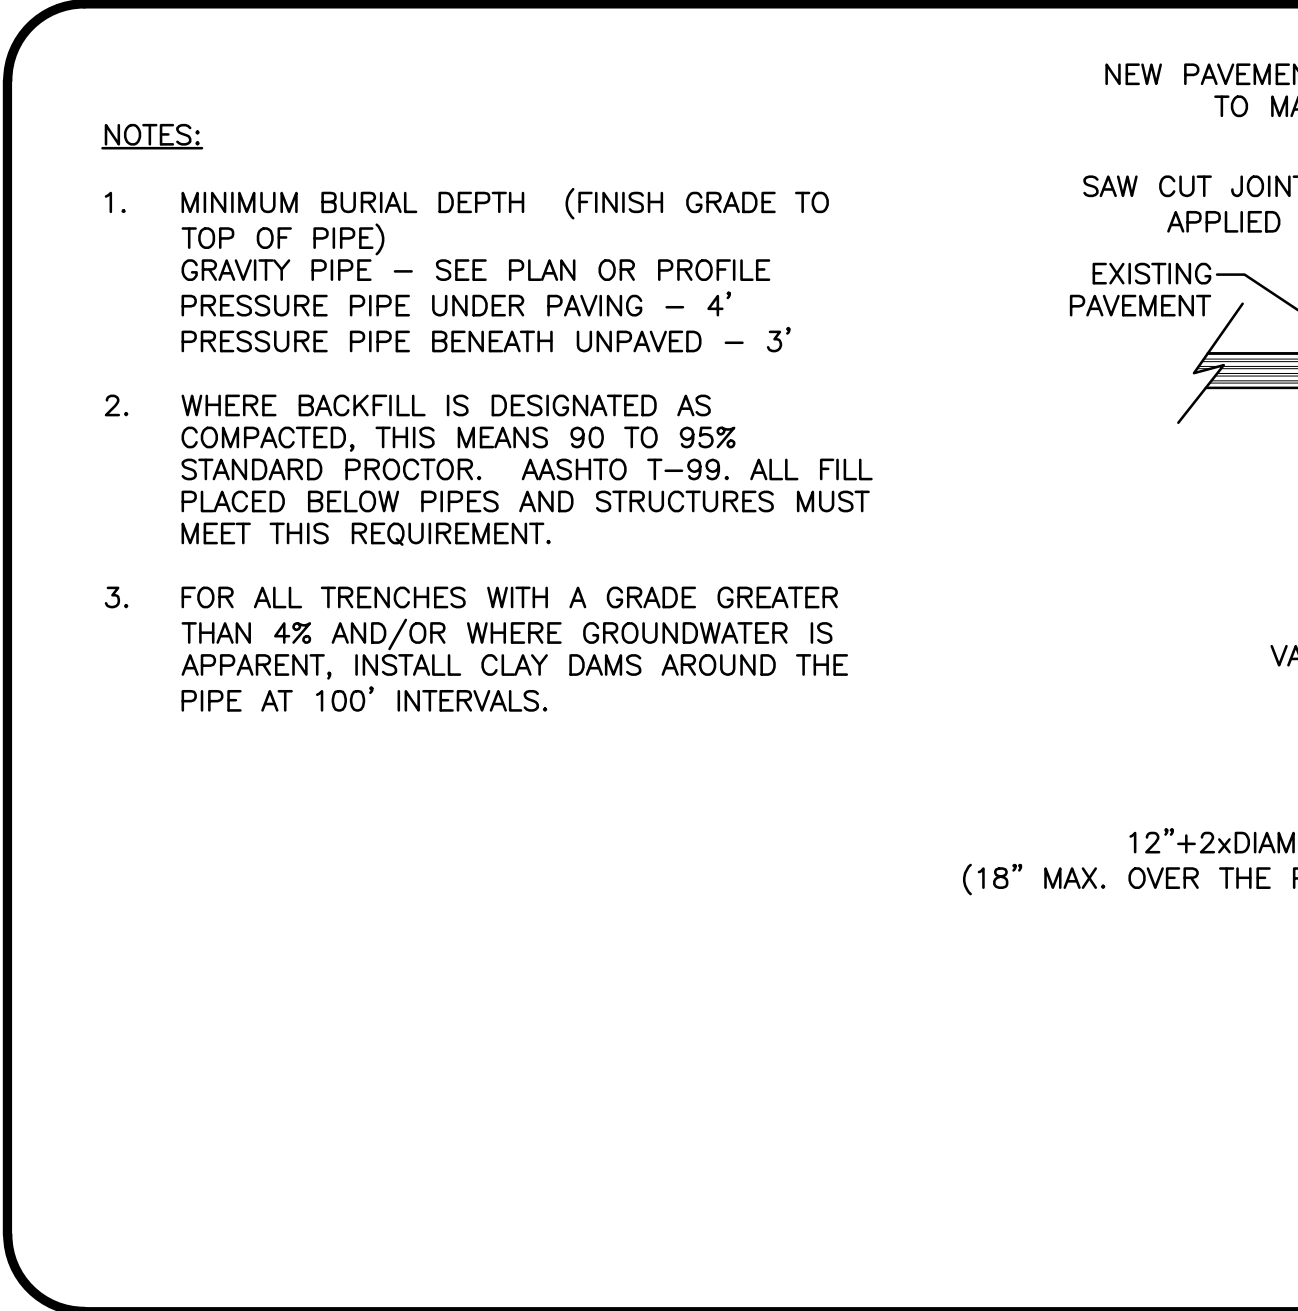 NOTES:
1. MINIMUM BURIAL DEPTH (FINISH GRADE TO
TOP OF PIPE)
GRAVITY PIPE – SEE PLAN OR PROFILE
PRESSURE PIPE UNDER PAVING – 4'
PRESSURE PIPE BENEATH UNPAVED – 3'
2. WHERE BACKFILL IS DESIGNATED AS
COMPACTED, THIS MEANS 90 TO 95%
STANDARD PROCTOR. AASHTO T–99. ALL FILL
PLACED BELOW PIPES AND STRUCTURES MUST
MEET THIS REQUIREMENT.
3. FOR ALL TRENCHES WITH A GRADE GREATER
THAN 4% AND/OR WHERE GROUNDWATER IS
APPARENT, INSTALL CLAY DAMS AROUND THE
PIPE AT 100' INTERVALS.
NEW
TO
SAW CUT
APPLIED
EXISTING
PAVEMENT
(18" MAX. OVER THE